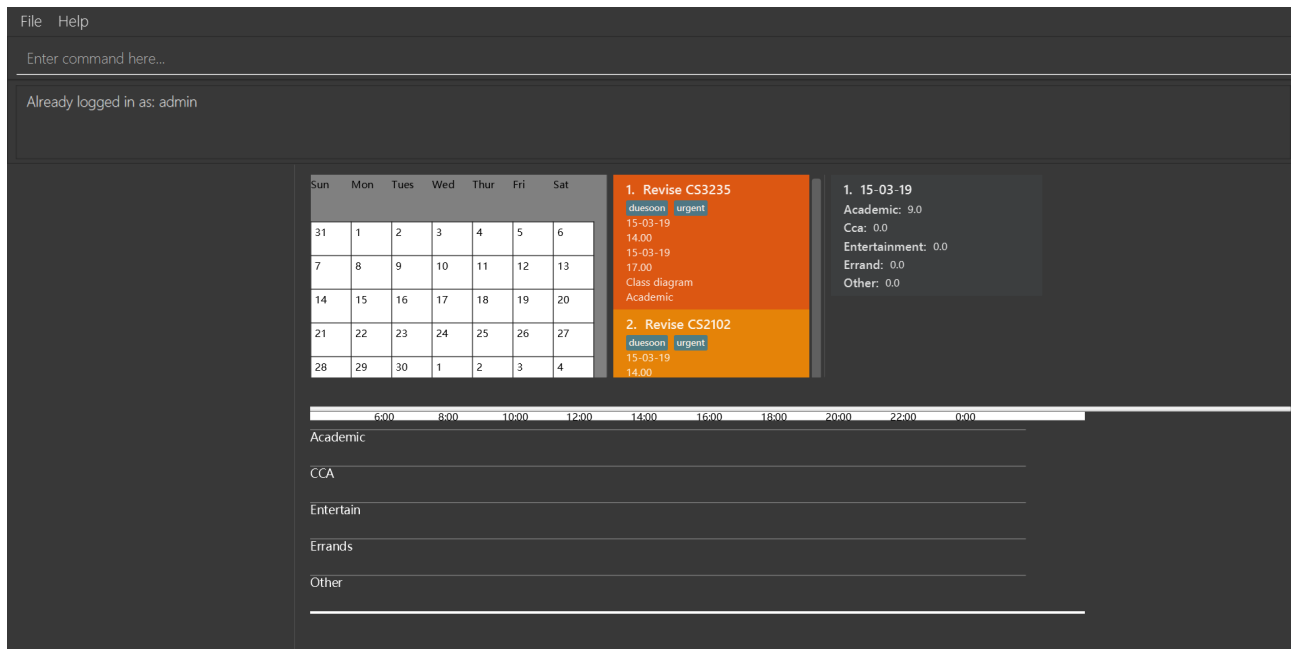 File Help
Enter command here...
Already logged in as: admin
Sun Mon Tues Wed Thur Fri Sat
31 1 2 3 4 5 6
7 8 9 10 11 12 13
14 15 16 17 18 19 20
21 22 23 24 25 26 27
28 29 30 1 2 3 4
1. Revise CS3235
duesoon urgent
15-03-19
14.00
15-03-19
17.00
Class diagram
Academic
2. Revise CS2102
duesoon urgent
15-03-19
14.00
1. 15-03-19
Academic: 9.0
Cca: 0.0
Entertainment: 0.0
Errand: 0.0
Other: 0.0
6:00 8:00 10:00 12:00 14:00 16:00 18:00 20:00 22:00 0:00
Academic
CCA
Entertain
Errands
Other